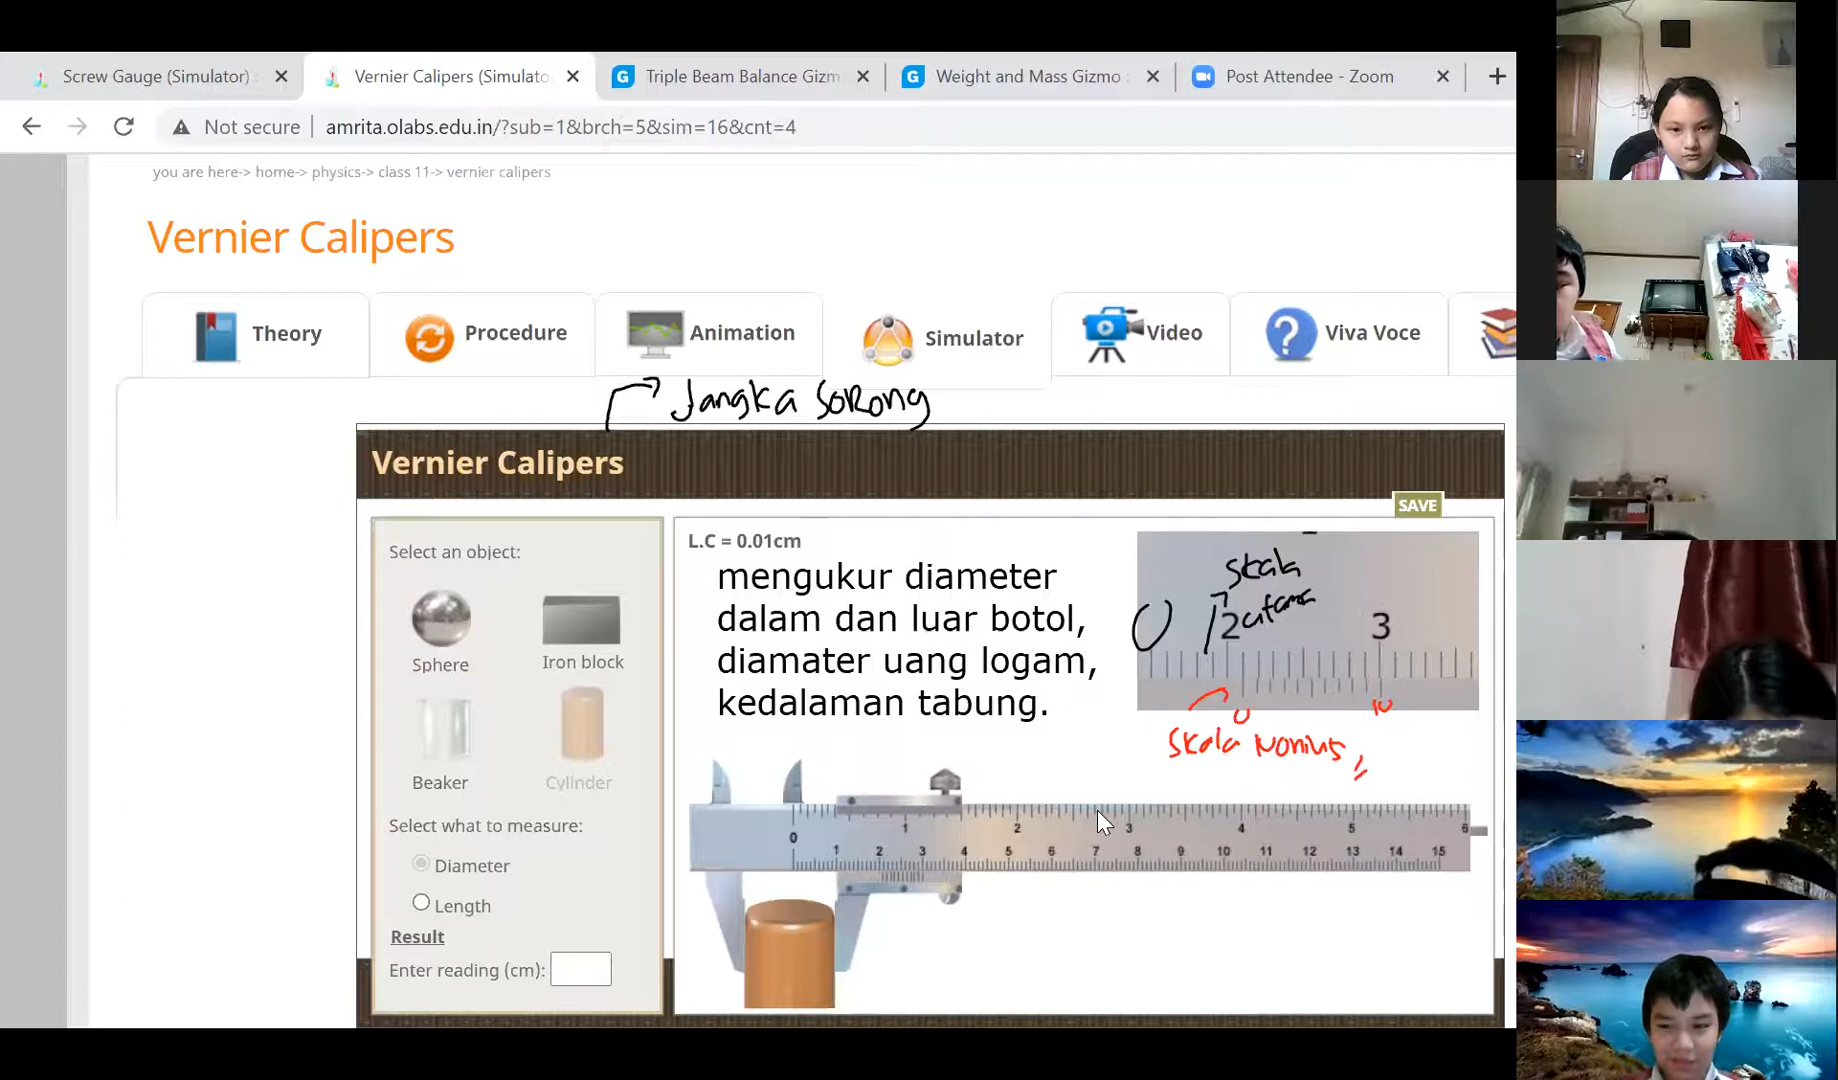 Screw Gauge (Simulator) :
Vernier Calipers (Simulato
Triple Beam Balance Gizm
Weight and Mass Gizmo :
Post Attendee - Zoom
Not secure
amrita.olabs.edu.in/?sub=1&brch=5&sim=16&cnt=4
you are here-> home-> physics-> class 11-> vernier calipers
Vernier Calipers
Theory
Procedure
Animation
Simulator
Video
Viva Voce
Jangka Sorong
Vernier Calipers
SAVE
Select an object:
Sphere
Iron block
Beaker
Cylinder
Select what to measure:
Diameter
Length
Result
Enter reading (cm):
L.C = 0.01cm
mengukur diameter
dalam dan luar botol,
diamater uang logam,
kedalaman tabung.
skala
utama
0 1 2 3
0 10
Skala Nonius
1 2 3 4 5 6
0
1 2 3 4 5 6 7 8 9 10 11 12 13 14 15